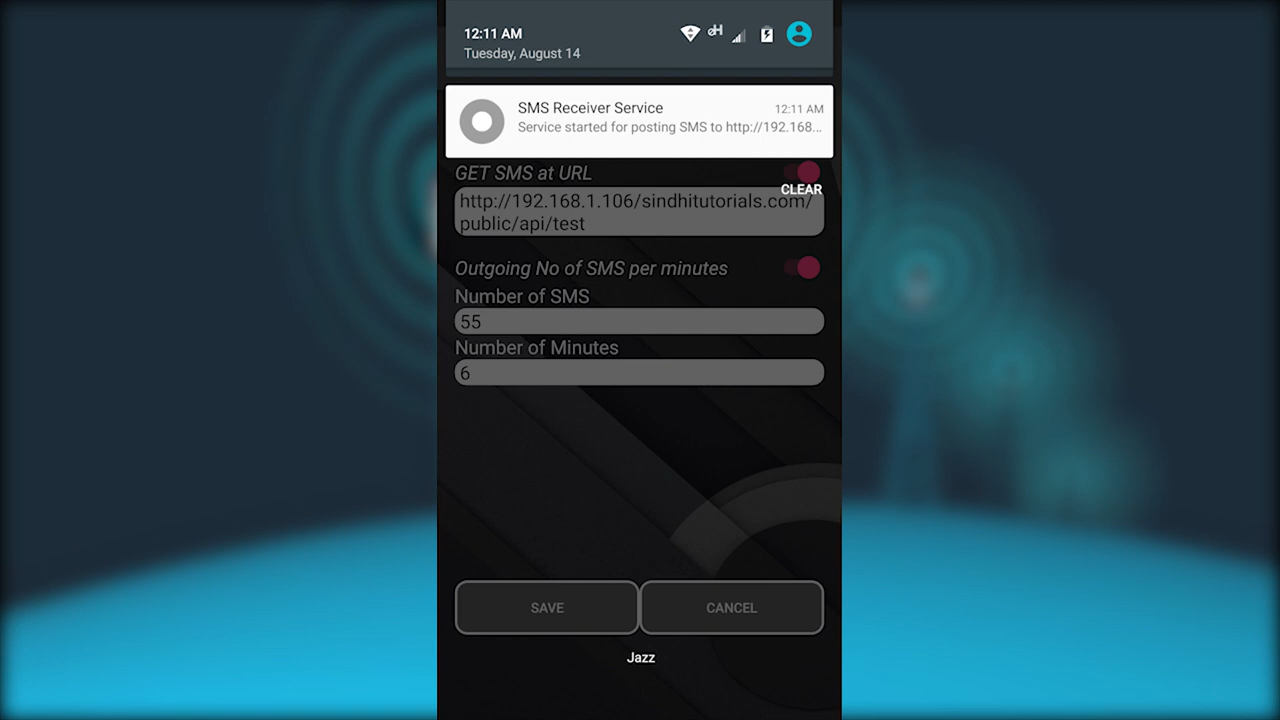 12:11 AM
Tuesday, August 14
SMS Receiver Service
12:11 AM
Service started for posting SMS to http://192.168...
GET SMS at URL
CLEAR
http://192.168.1.106/sindhitutorials.com/
public/api/test
Outgoing No of SMS per minutes
Number of SMS
55
Number of Minutes
6
SAVE
CANCEL
Jazz